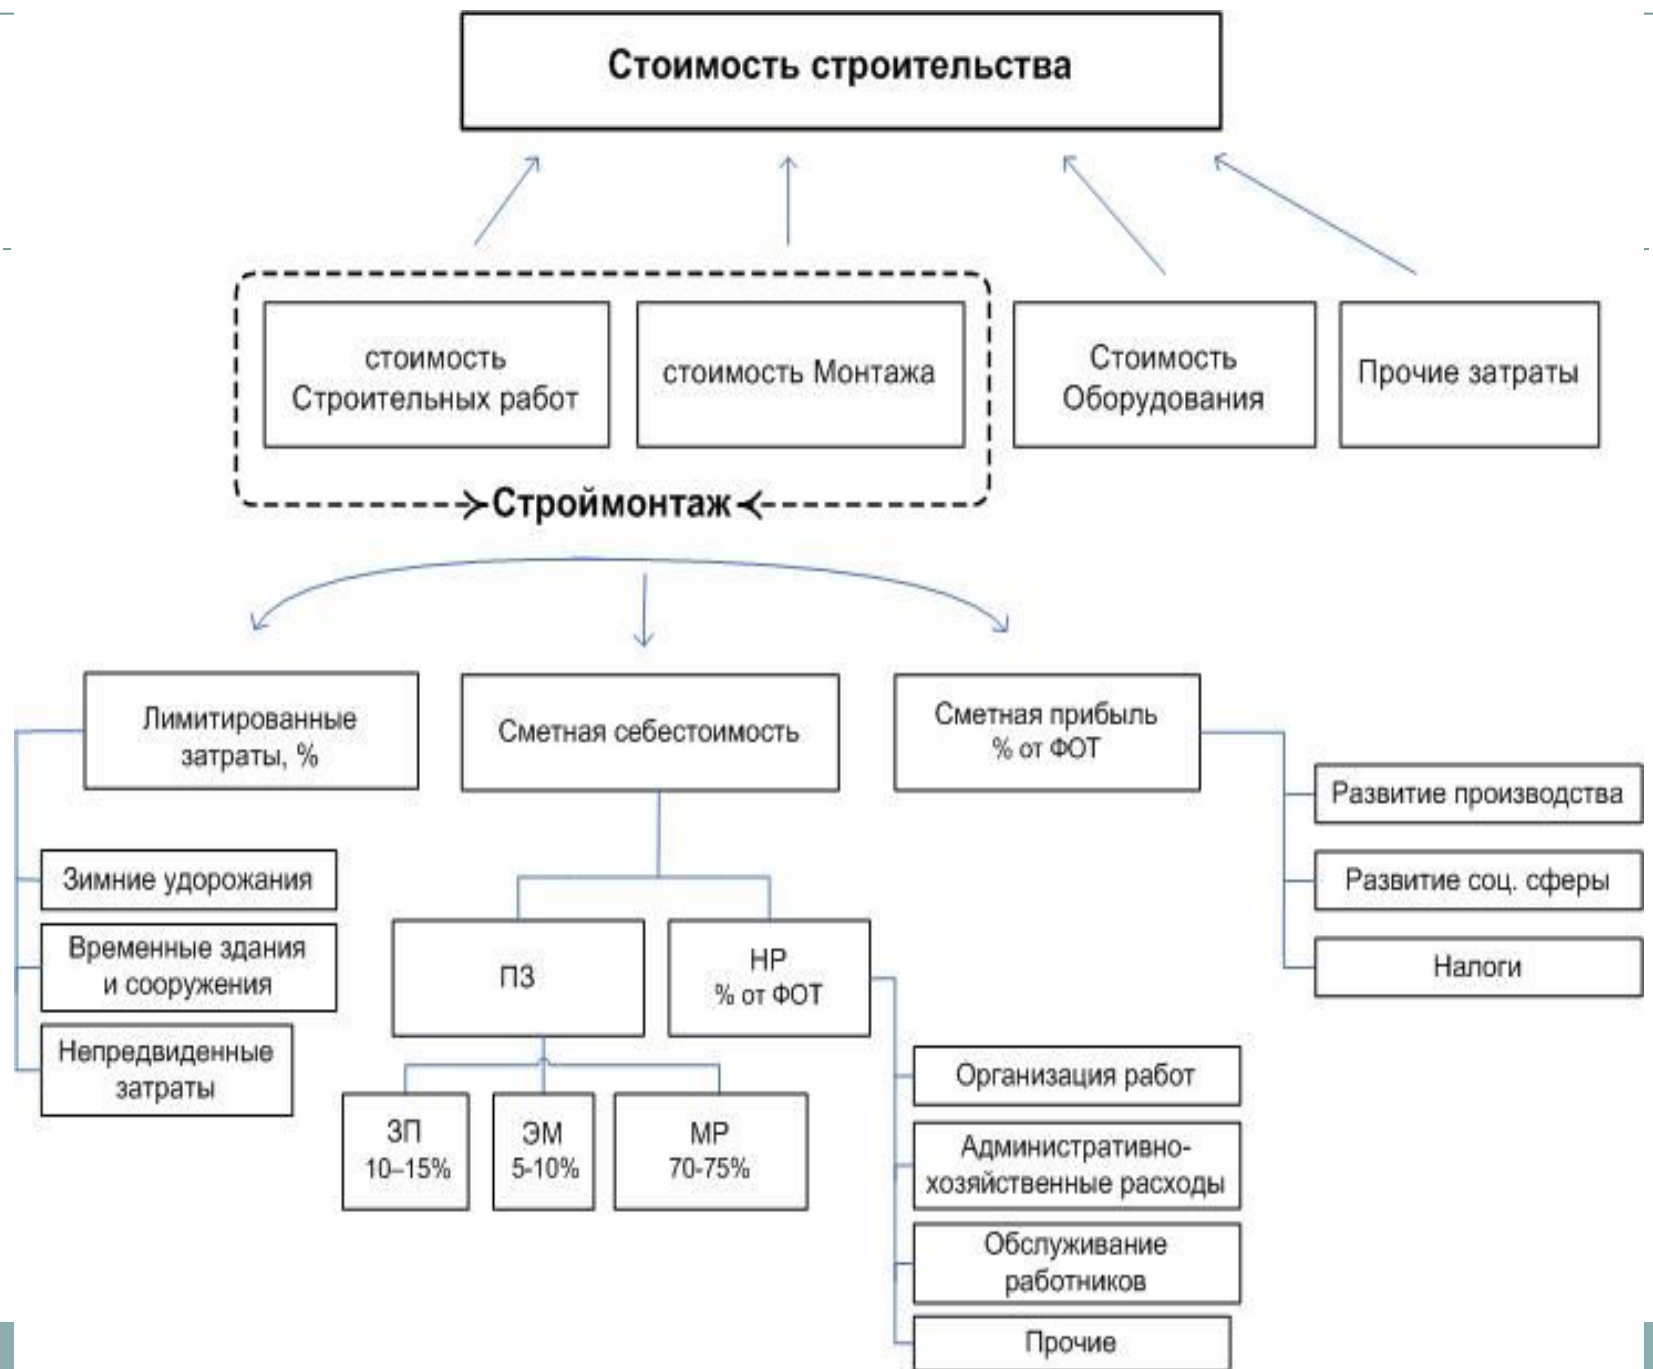 Стоимость строительства
стоимость
Строительных работ
стоимость Монтажа
Стоимость
Оборудования
Прочие затраты
Строймонтаж
Лимитированные
затраты, %
Сметная себестоимость
Сметная прибыль
% от ФОТ
Зимние удорожания
Временные здания
и сооружения
Непредвиденные
затраты
ПЗ
НР
% от ФОТ
ЗП
10–15%
ЭМ
5-10%
МР
70-75%
Развитие производства
Развитие соц. сферы
Налоги
Организация работ
Административно-
хозяйственные расходы
Обслуживание
работников
Прочие